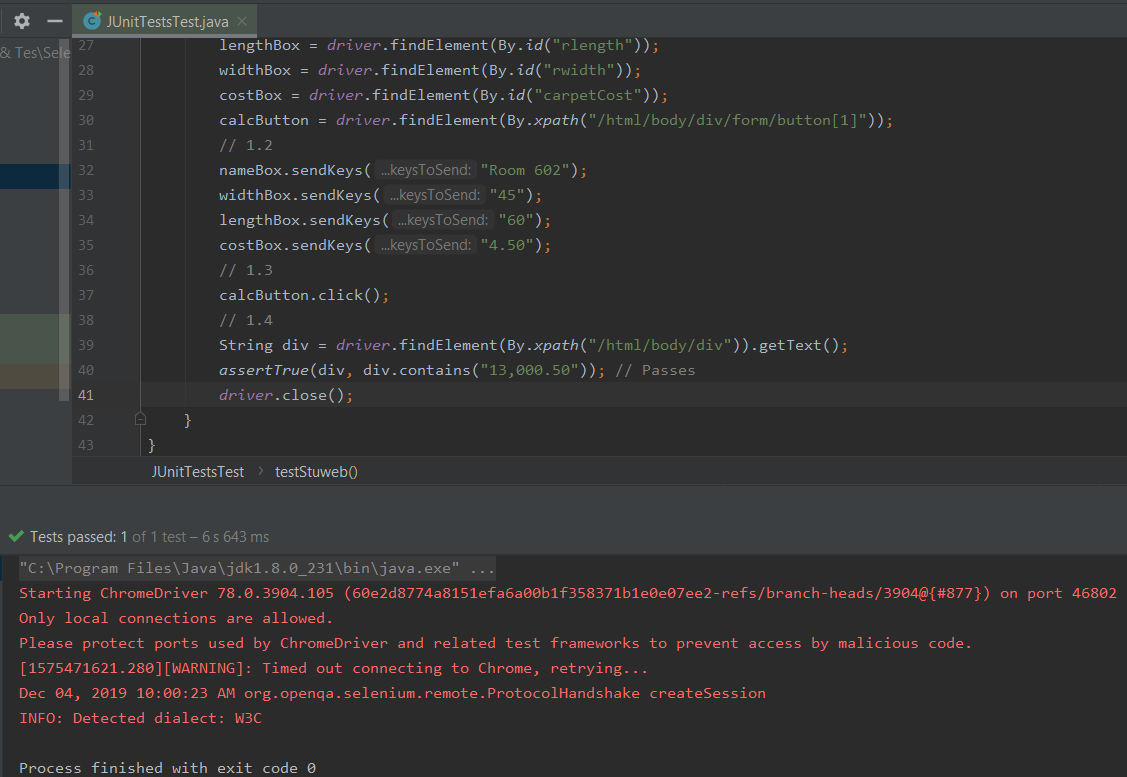 JUnitTestsTest.java
& Tes\Sele
27 lengthBox = driver.findElement(By.id("rlength"));
28 widthBox = driver.findElement(By.id("rwidth"));
29 costBox = driver.findElement(By.id("carpetCost"));
30 calcButton = driver.findElement(By.xpath("/html/body/div/form/button[1]"));
31 // 1.2
32 nameBox.sendKeys( ...keysToSend: "Room 602");
33 widthBox.sendKeys( ...keysToSend: "45");
34 lengthBox.sendKeys( ...keysToSend: "60");
35 costBox.sendKeys( ...keysToSend: "4.50");
36 // 1.3
37 calcButton.click();
38 // 1.4
39 String div = driver.findElement(By.xpath("/html/body/div")).getText();
40 assertTrue(div, div.contains("13,000.50")); // Passes
41 driver.close();
42 }
43 }
JUnitTestsTest > testStuweb()
Tests passed: 1 of 1 test – 6 s 643 ms
"C:\Program Files\Java\jdk1.8.0_231\bin\java.exe" ...
Starting ChromeDriver 78.0.3904.105 (60e2d8774a8151efa6a00b1f358371b1e0e07ee2-refs/branch-heads/3904@{#877}) on port 46802
Only local connections are allowed.
Please protect ports used by ChromeDriver and related test frameworks to prevent access by malicious code.
[1575471621.280][WARNING]: Timed out connecting to Chrome, retrying...
Dec 04, 2019 10:00:23 AM org.openqa.selenium.remote.ProtocolHandshake createSession
INFO: Detected dialect: W3C
Process finished with exit code 0